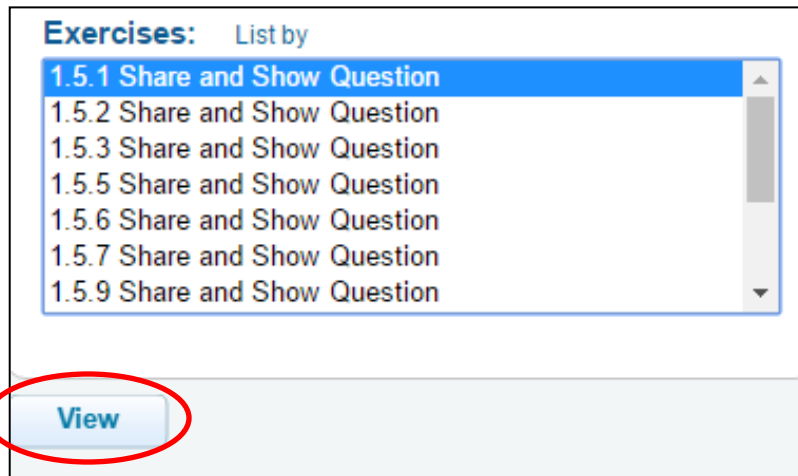 Exercises: List by
1.5.1 Share and Show Question
1.5.2 Share and Show Question
1.5.3 Share and Show Question
1.5.5 Share and Show Question
1.5.6 Share and Show Question
1.5.7 Share and Show Question
1.5.9 Share and Show Question
View